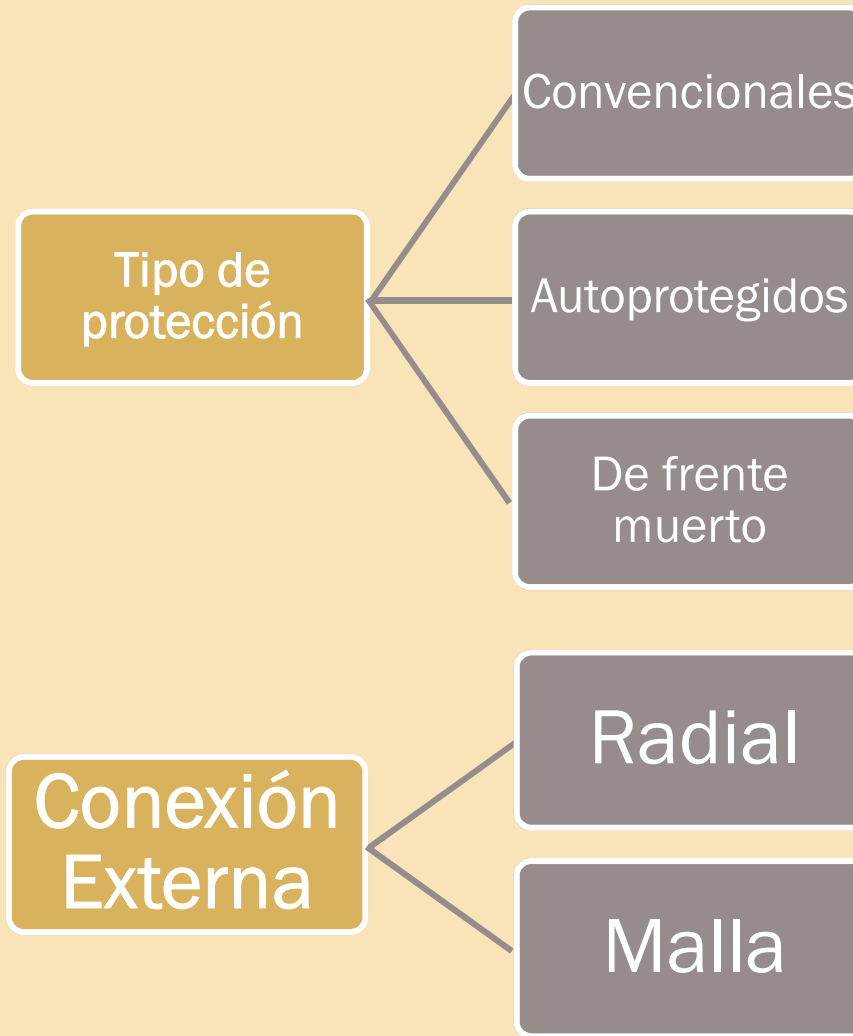 Tipo de
protección
Convencionales
Autoprotegidos
De frente
muerto
Conexión
Externa
Radial
Malla